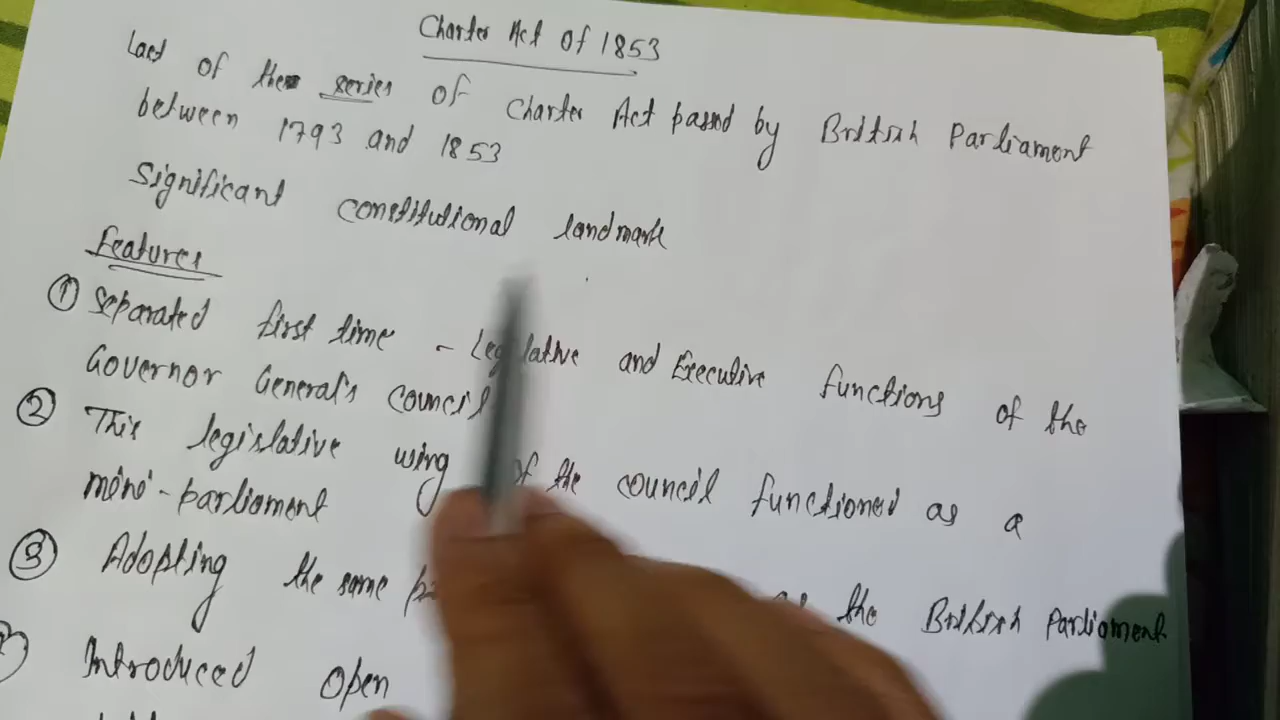 Charter Act of 1853
Last of the series of Charter Act passed by British Parliament
between 1793 and 1853
Significant constitutional landmark
Features
① Separated first time - Legislative and Executive functions of the
Governor General's council
② This legislative wing of the council functioned as a
mini-parliament
③ Adopting the same the British Parliament
Introduced open